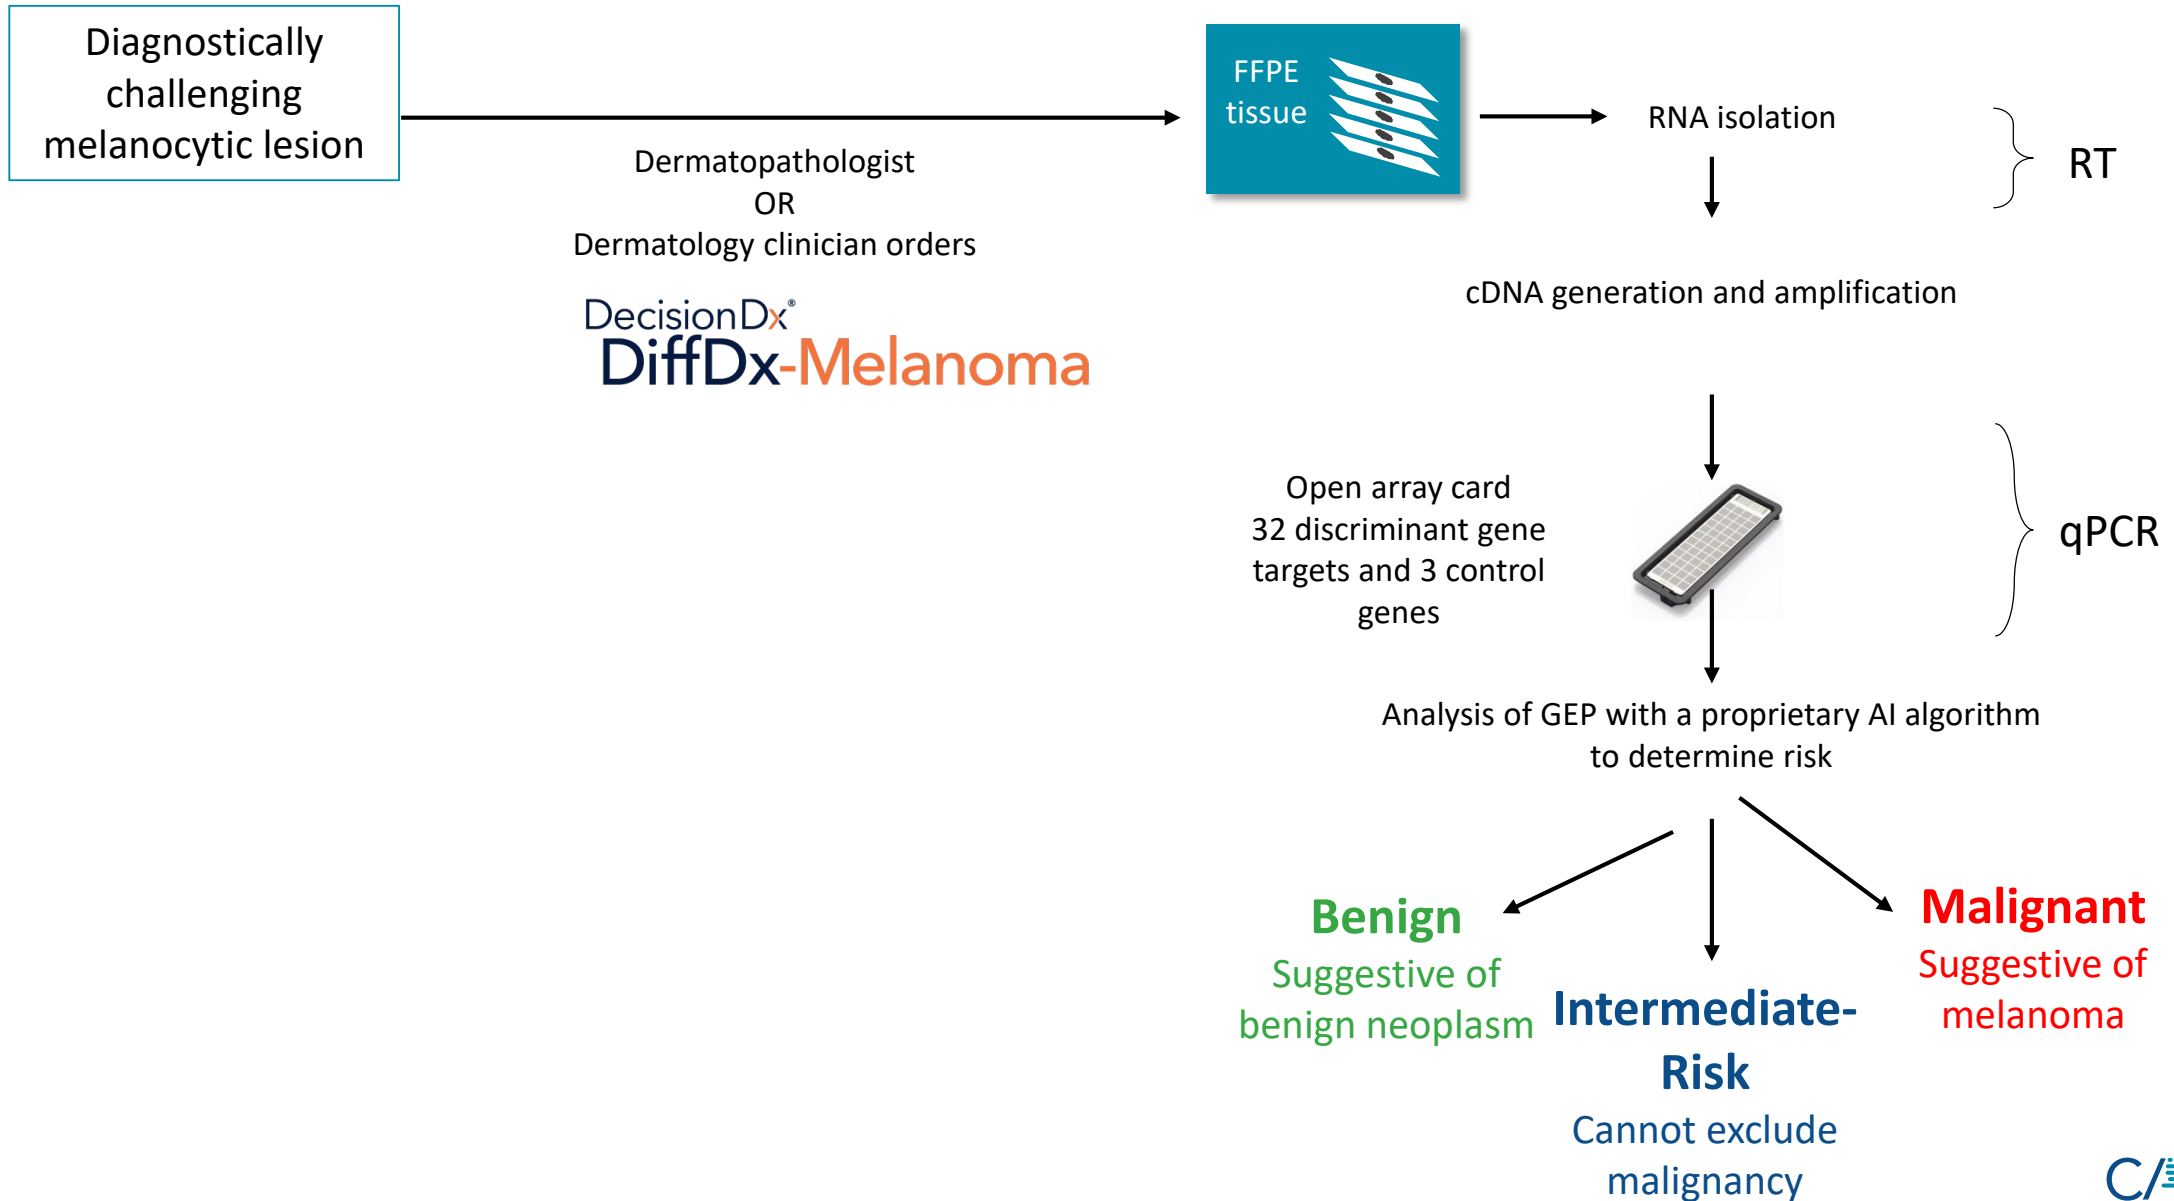 Diagnostically
challenging
melanocytic lesion
Dermatopathologist
OR
Dermatology clinician orders
DecisionDx®
DiffDx-Melanoma
FFPE
tissue
RNA isolation
RT
cDNA generation and amplification
Open array card
32 discriminant gene
targets and 3 control
genes
qPCR
Analysis of GEP with a proprietary AI algorithm
to determine risk
Benign
Suggestive of
benign neoplasm
Intermediate-
Risk
Cannot exclude
malignancy
Malignant
Suggestive of
melanoma